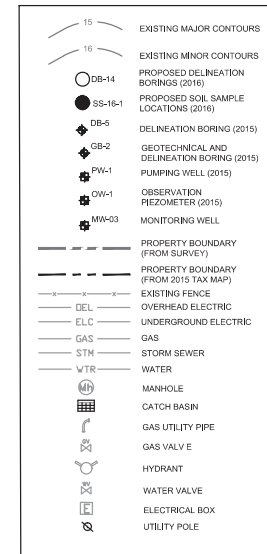 15 EXISTING MAJOR CONTOURS
16 EXISTING MINOR CONTOURS
DB-14 PROPOSED DELINEATION
BORINGS (2016)
SS-16-1 PROPOSED SOIL SAMPLE
LOCATIONS (2016)
DB-5 DELINEATION BORING (2015)
GB-2 GEOTECHNICAL AND
DELINEATION BORING (2015)
PW-1 PUMPING WELL (2015)
OW-1 OBSERVATION
PIEZOMETER (2015)
MW-03 MONITORING WELL
PROPERTY BOUNDARY
(FROM SURVEY)
PROPERTY BOUNDARY
(FROM 2015 TAX MAP)
x x x EXISTING FENCE
OEL OVERHEAD ELECTRIC
ELC UNDERGROUND ELECTRIC
GAS GAS
STM STORM SEWER
WTR WATER
Mh MANHOLE
CATCH BASIN
GAS UTILITY PIPE
GV GAS VALV E
HYDRANT
WV WATER VALVE
E ELECTRICAL BOX
UTILITY POLE